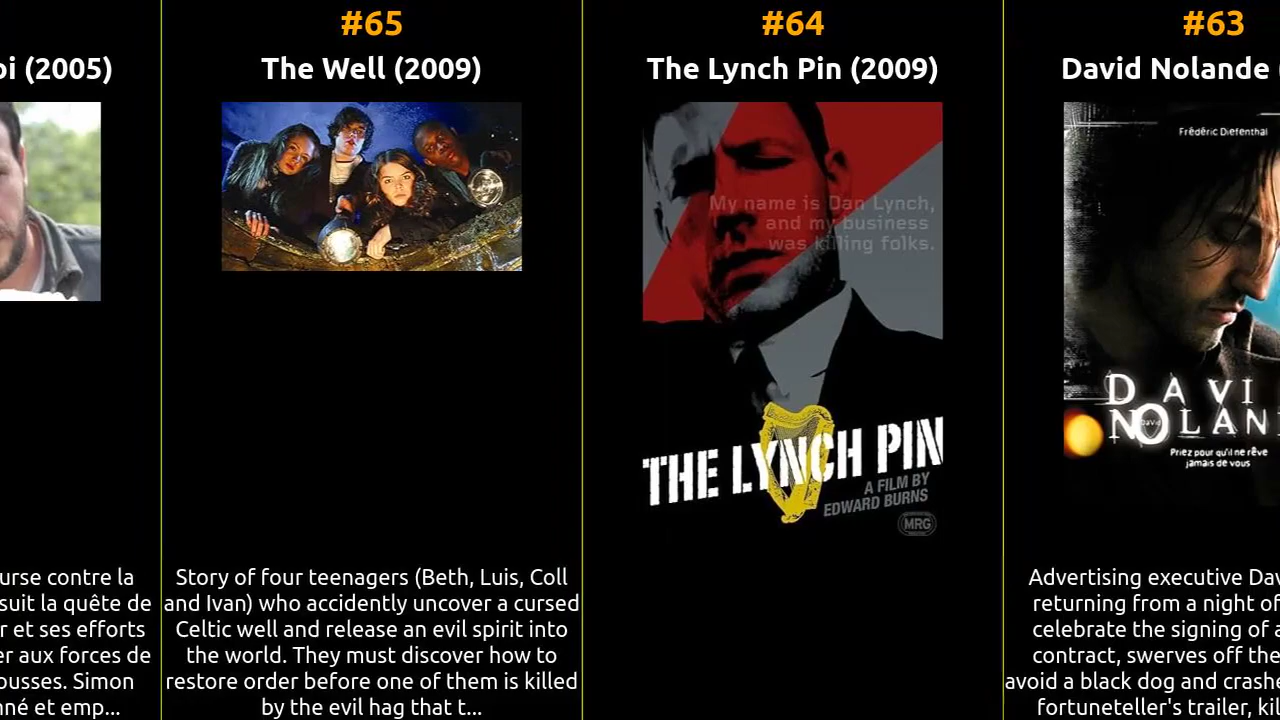 oi (2005)
urse contre la
suit la quête de
r et ses efforts
er aux forces de
ousses. Simon
nné et emp...
#65
The Well (2009)
Story of four teenagers (Beth, Luis, Coll
and Ivan) who accidently uncover a cursed
Celtic well and release an evil spirit into
the world. They must discover how to
restore order before one of them is killed
by the evil hag that t...
#64
The Lynch Pin (2009)
My name is Dan Lynch,
and my business
was killing folks.
THE LYNCH PIN
A FILM BY
EDWARD BURNS
MRG
#63
David Nolande
Frédéric Diefenthal
DAVI
NOLAN
David
Priez pour qu'il ne rêve
jamais de vous
Advertising executive Dav
returning from a night of
celebrate the signing of a
contract, swerves off the
avoid a black dog and crashe
fortuneteller's trailer, kil